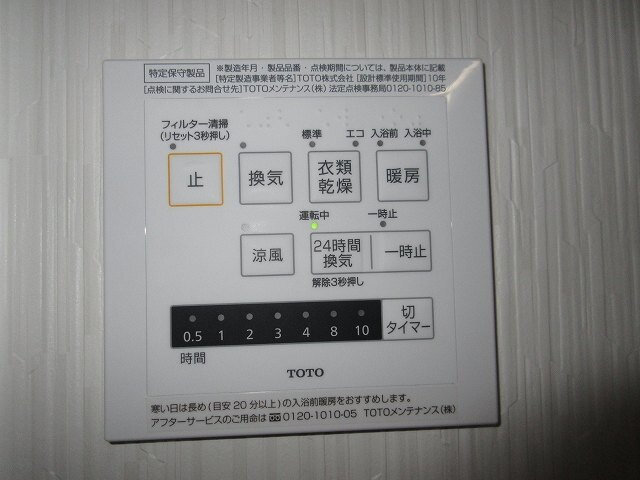 特定保守製品
※製造年月・製品品番・点検期間については、製品本体に記載
[特定製造事業者等名]TOTO株式会社 [設計標準使用期間]10年
[点検に関するお問合せ先]TOTOメンテナンス(株) 法定点検事務局0120-1010-85
フィルター清掃
(リセット3秒押し)
標準 エコ 入浴前 入浴中
止 換気 衣類乾燥 暖房
運転中 一時止
涼風 24時間換気 一時止
解除3秒押し
0.5 1 2 3 4 8 10
切タイマー
時間
TOTO
寒い日は長め(目安20分以上)の入浴前暖房をおすすめします。
アフターサービスのご用命は 0120-1010-05 TOTOメンテナンス(株)